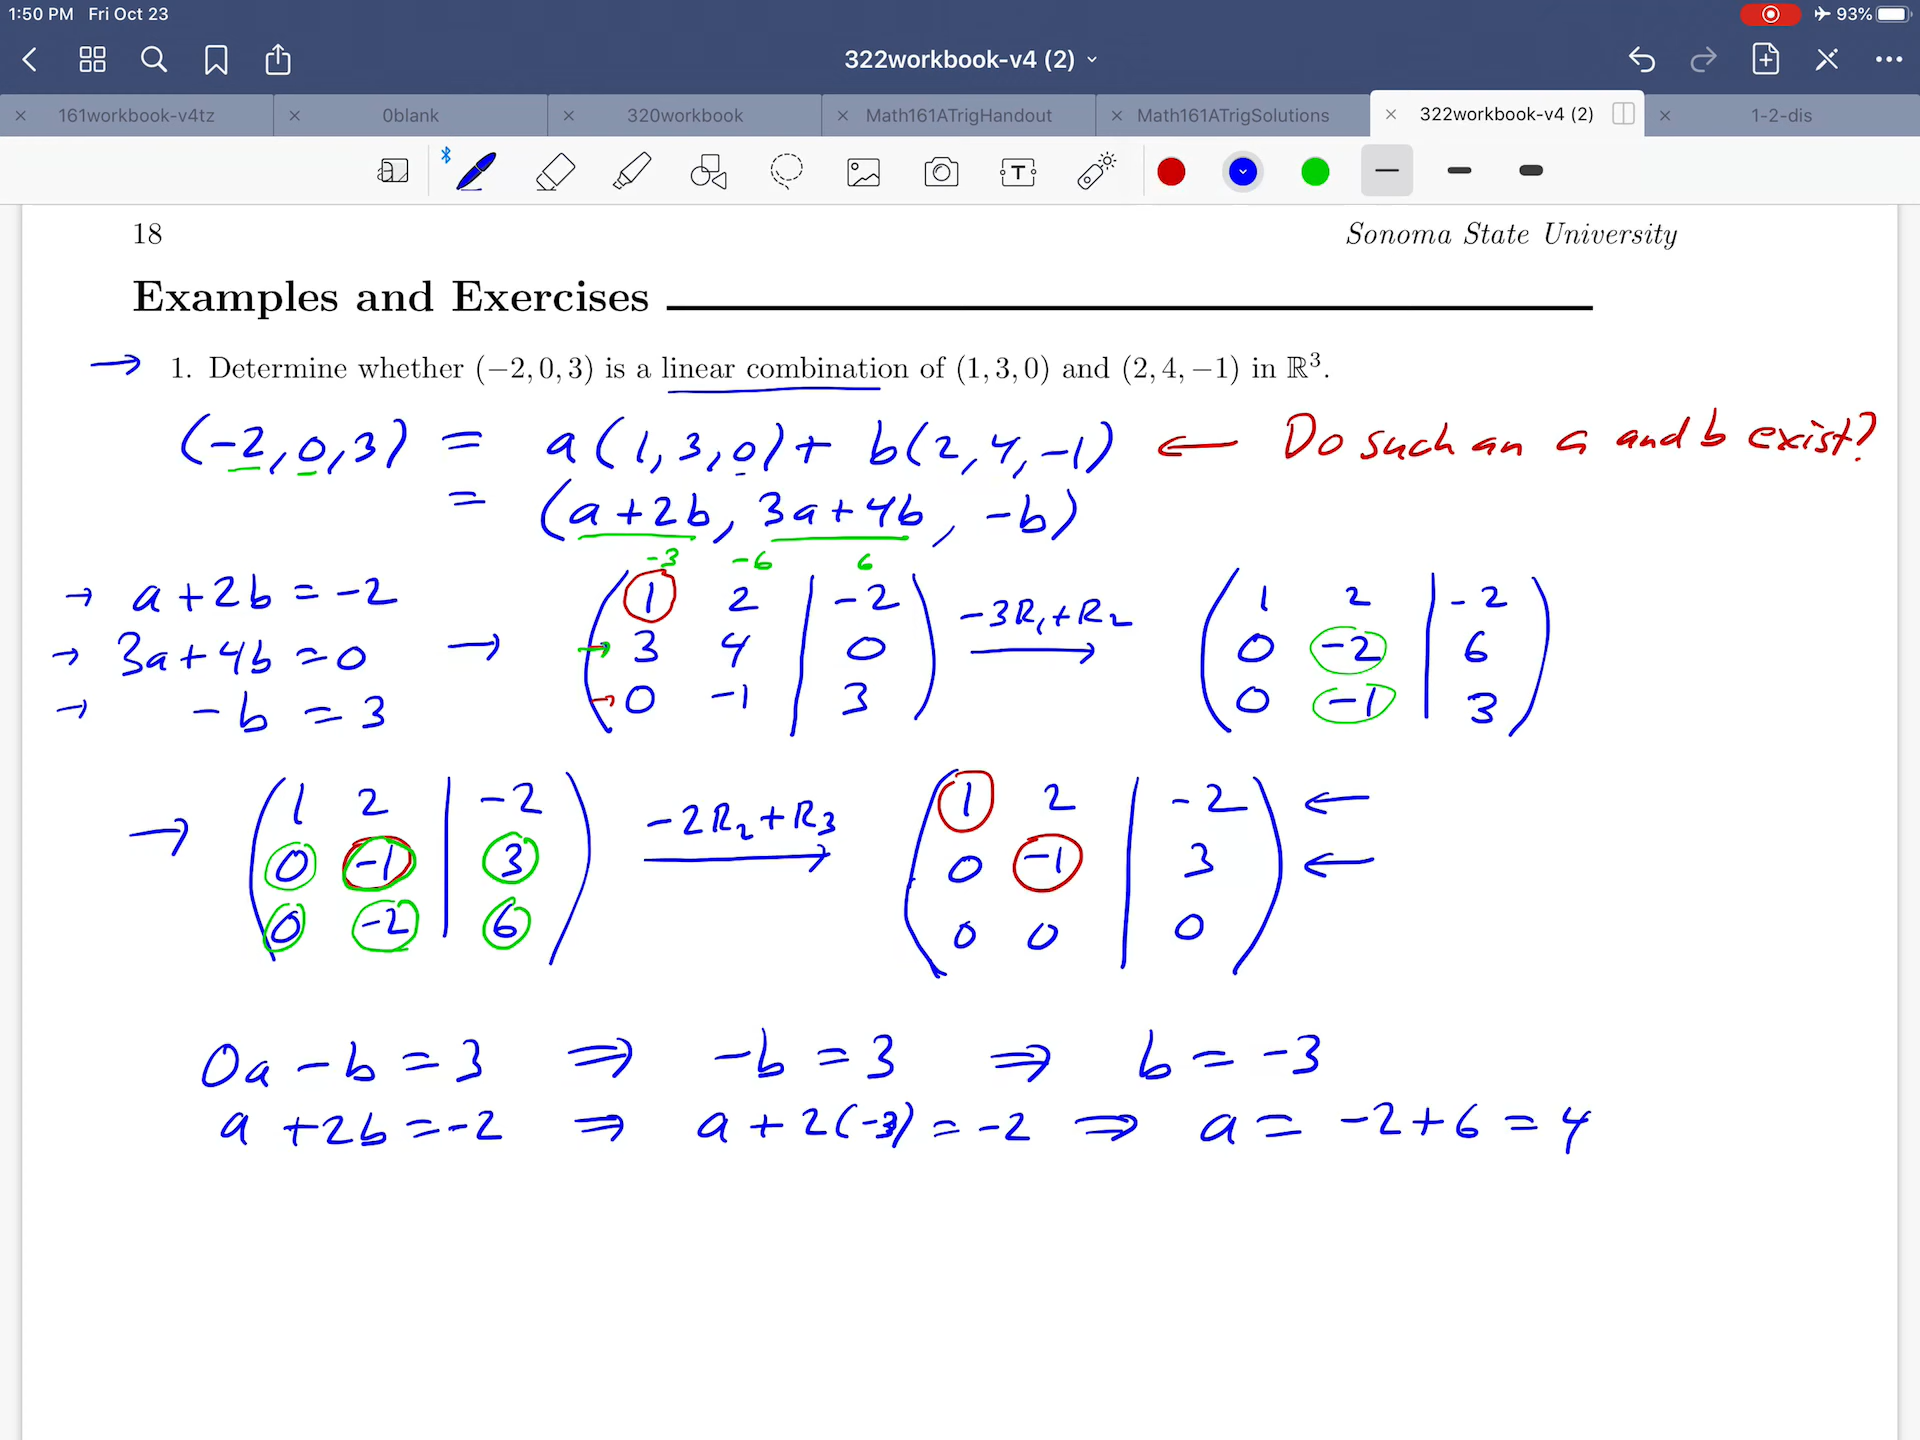 1:50 PM Fri Oct 23
93%
322workbook-v4 (2)
161workbook-v4tz
0blank
320workbook
Math161ATrigHandout
Math161ATrigSolutions
322workbook-v4 (2)
1-2-dis
18 Sonoma State University
Examples and Exercises
→ 1. Determine whether (−2, 0, 3) is a linear combination of (1, 3, 0) and (2, 4, −1) in ℝ³.
(-2, 0, 3) = a(1, 3, 0) + b(2, 4, -1) ← Do such an a and b exist?
= (a+2b, 3a+4b, -b)
-3 -6 6
→ a+2b = -2
→ 3a+4b = 0
→ -b = 3
→
1 2 | -2
→ 3 4 | 0
→ 0 -1 | 3
-3R₁+R₂ →
1 2 | -2
0 -2 | 6
0 -1 | 3
→
1 2 | -2
0 -1 | 3
0 -2 | 6
-2R₂+R₃ →
1 2 | -2 ←
0 -1 | 3 ←
0 0 | 0
0a - b = 3 ⇒ -b = 3 ⇒ b = -3
a + 2b = -2 ⇒ a + 2(-3) = -2 ⇒ a = -2+6 = 4